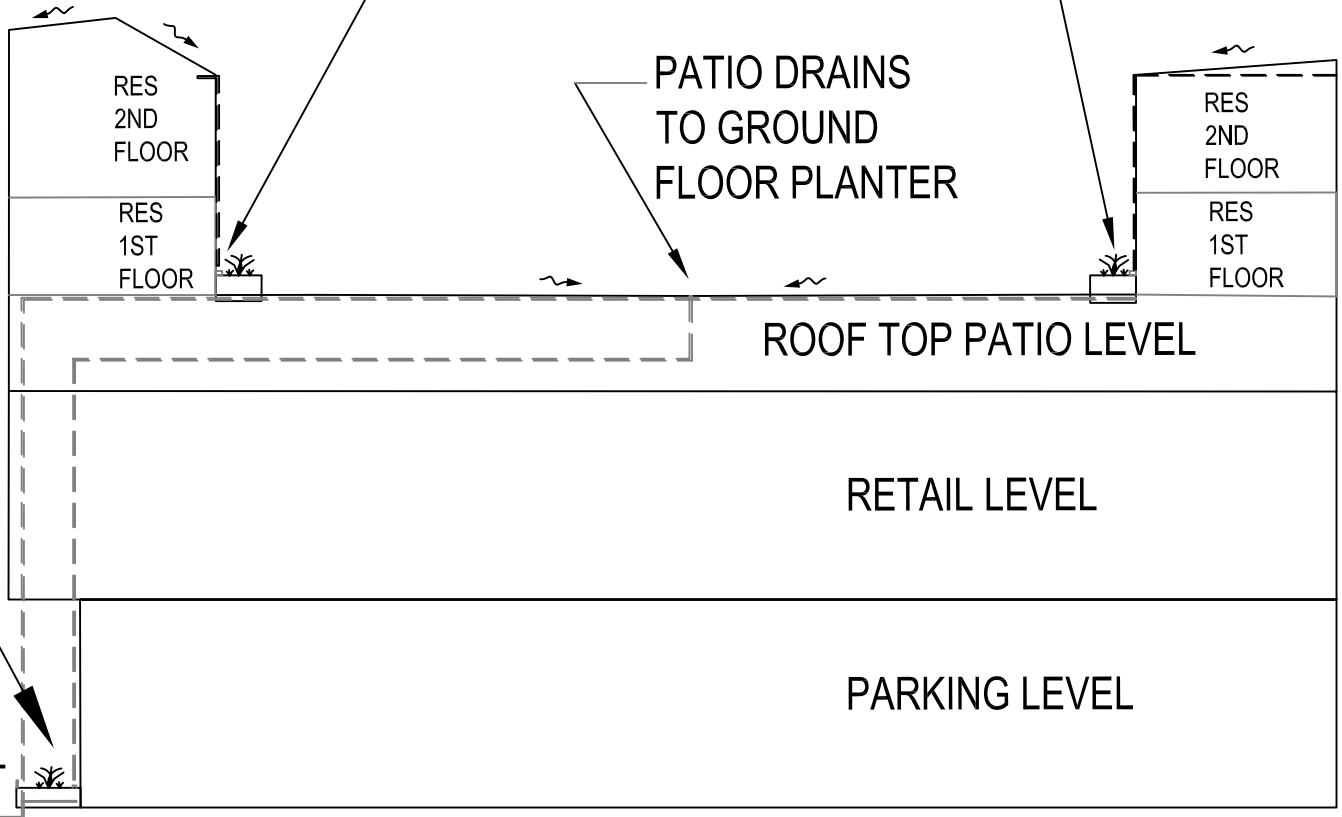 RES
2ND
FLOOR
RES
1ST
FLOOR
PATIO DRAINS
TO GROUND
FLOOR PLANTER
RES
2ND
FLOOR
RES
1ST
FLOOR
ROOF TOP PATIO LEVEL
RETAIL LEVEL
PARKING LEVEL